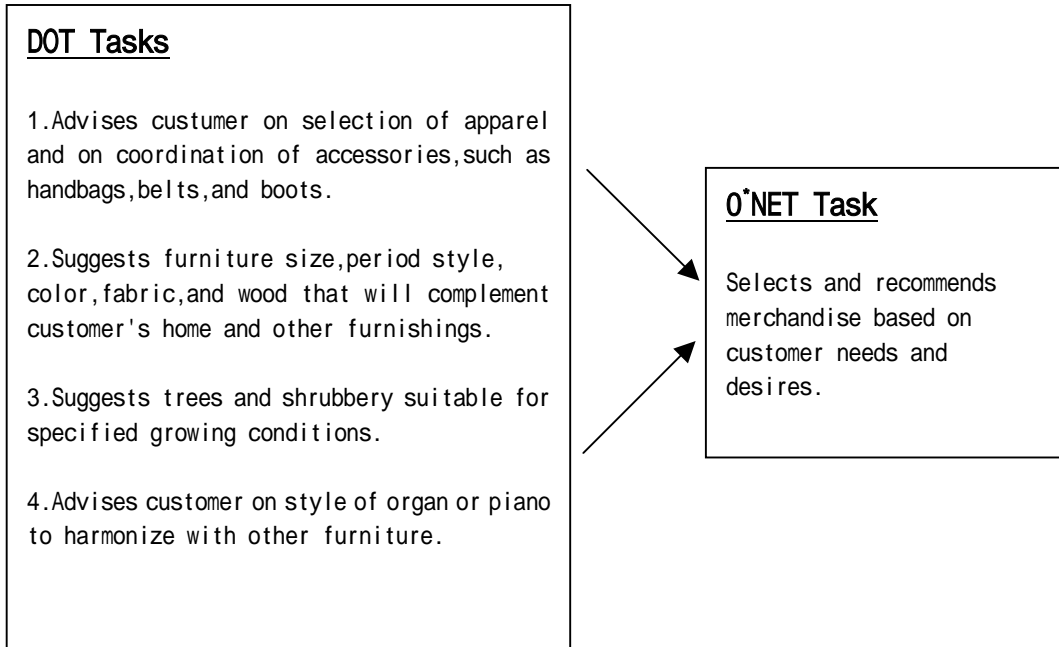 DOT Tasks
1.Advises custumer on selection of apparel
and on coordination of accessories,such as
handbags,belts,and boots.
2.Suggests furniture size,period style,
color,fabric,and wood that will complement
customer's home and other furnishings.
3.Suggests trees and shrubbery suitable for
specified growing conditions.
4.Advises customer on style of organ or piano
to harmonize with other furniture.
O*NET Task
Selects and recommends
merchandise based on
customer needs and
desires.